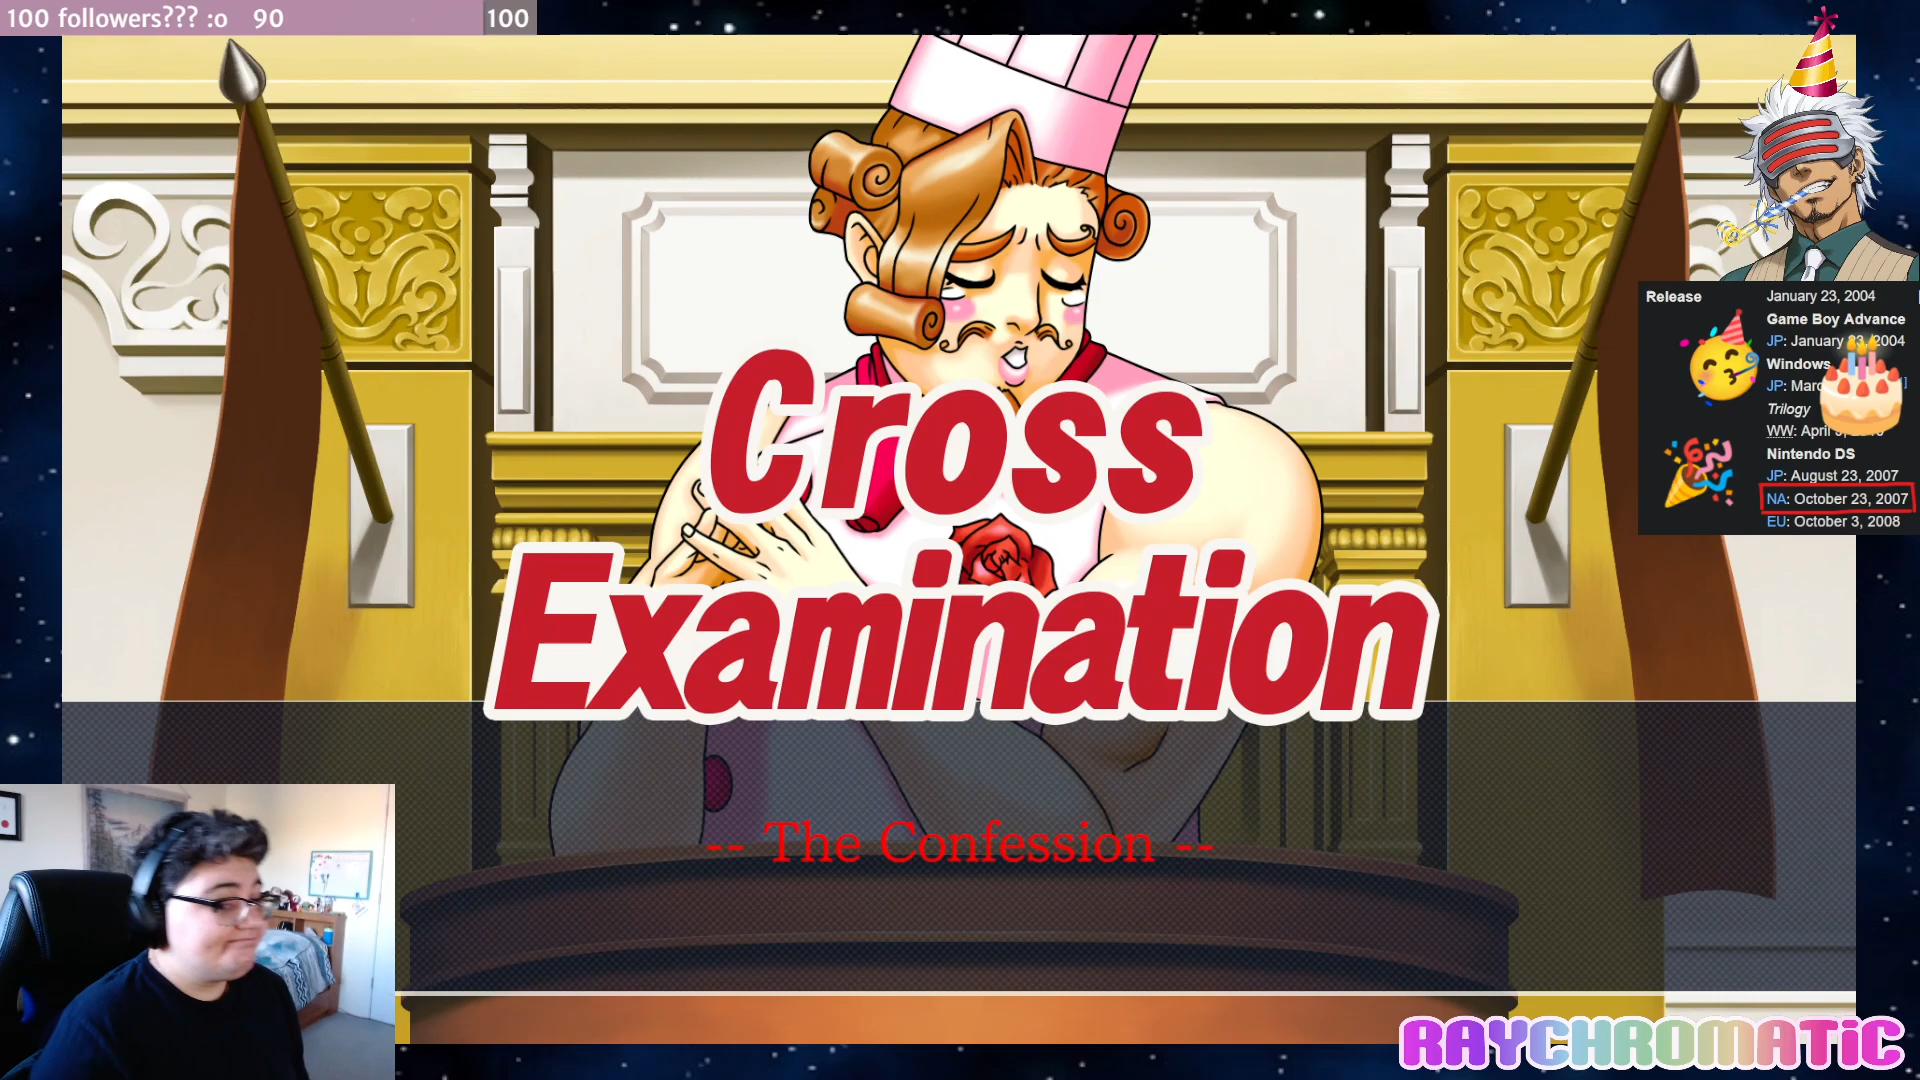 100 followers??? :o 90 100
Release January 23, 2004
Game Boy Advance
JP: January 23, 2004
Windows
JP: Marc
Trilogy
WW: April
Nintendo DS
JP: August 23, 2007
NA: October 23, 2007
EU: October 3, 2008
Cross
Examination
-- The Confession --
RAYCHROMATiC